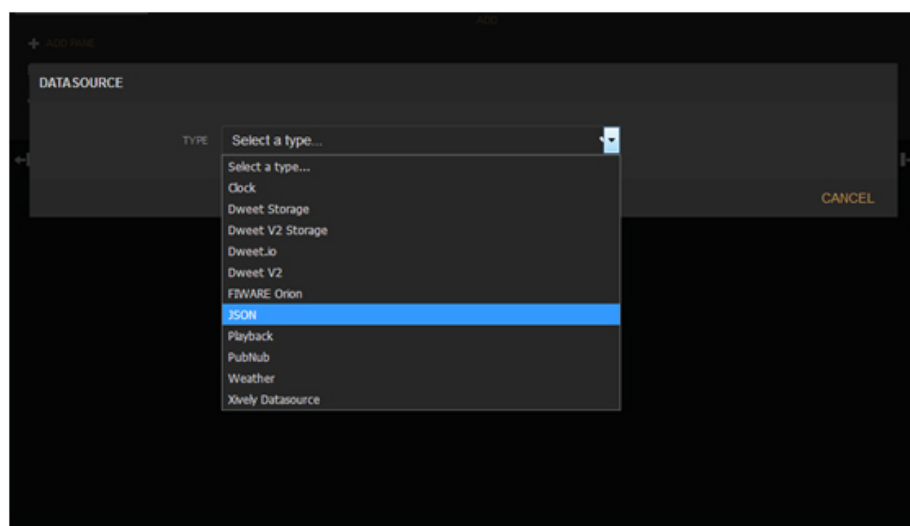 ADD
ADD PANE
DATASOURCE
TYPE
Select a type...
Select a type...
Clock
Dweet Storage
Dweet V2 Storage
Dweet.io
Dweet V2
FIWARE Orion
JSON
Playback
PubNub
Weather
Xively Datasource
CANCEL